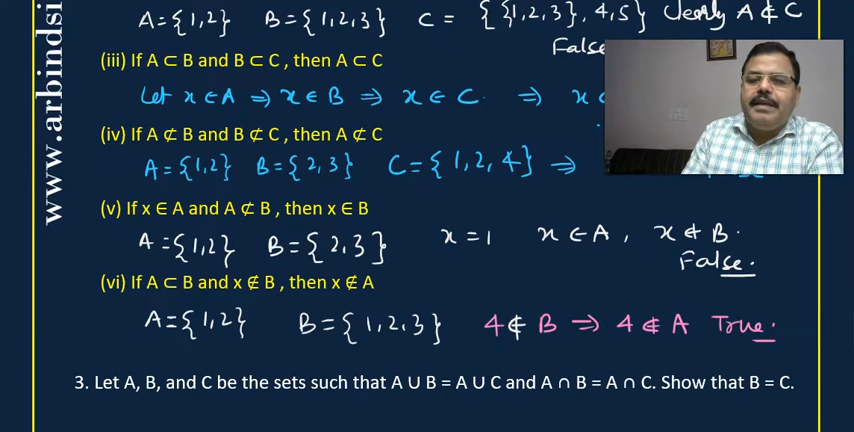 www.arbindsi
A = {1,2} B = {1,2,3} C = { {1,2,3}, 4,5} Clearly A ⊄ C
False
(iii) If A ⊂ B and B ⊂ C , then A ⊂ C
Let x ∈ A ⇒ x ∈ B ⇒ x ∈ C. ⇒ x
(iv) If A ⊄ B and B ⊄ C, then A ⊄ C
A = {1,2} B = {2,3} C = {1,2,4} ⇒
(v) If x ∈ A and A ⊄ B, then x ∈ B
A = {1,2} B = {2,3} x = 1 x ∈ A, x ∉ B.
False.
(vi) If A ⊂ B and x ∉ B , then x ∉ A
A = {1,2} B = {1,2,3} 4 ∉ B ⇒ 4 ∉ A True.
3. Let A, B, and C be the sets such that A ∪ B = A ∪ C and A ∩ B = A ∩ C. Show that B = C.